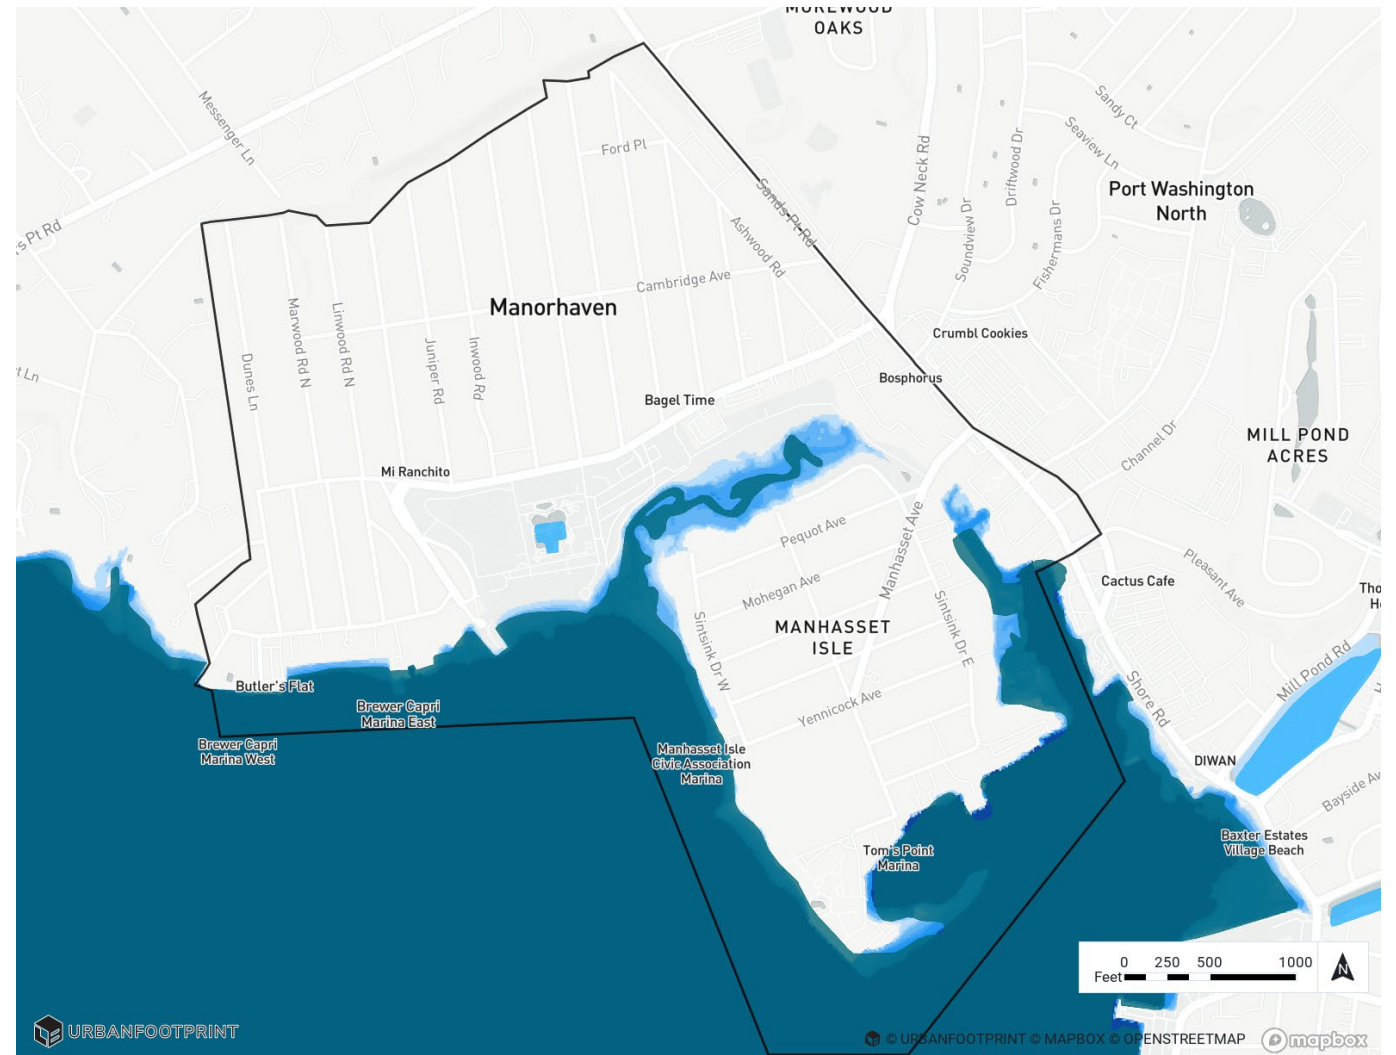 MOREWOOD
OAKS
Messenger Ln
Sandy Ct
Seaview Ln
Ford Pl
Cow Neck Rd
Driftwood Dr
Port Washington
North
Sands Pt Rd
Soundview Dr
Fishermans Dr
s Pt Rd
Ashwood Rd
Cambridge Ave
Manorhaven
Marwood Rd N
Linwood Rd N
Crumbl Cookies
Juniper Rd
Inwood Rd
Dunes Ln
t Ln
Bosphorus
Bagel Time
MILL POND
ACRES
Channel Dr
Mi Ranchito
Pequot Ave
Manhasset Ave
Pleasant Ave
Cactus Cafe
Tho
H
Mohegan Ave
MANHASSET
ISLE
Sintsink Dr W
Sintsink Dr E
Mill Pond Rd
Butler's Flat
Shore Rd
Yennicock Ave
Brewer Capri
Marina East
Brewer Capri
Marina West
Manhasset Isle
Civic Association
Marina
DIWAN
Bayside Av
Baxter Estates
Village Beach
Tom's Point
Marina
0 250 500 1000
Feet
N
URBANFOOTPRINT
© URBANFOOTPRINT © MAPBOX © OPENSTREETMAP
mapbox